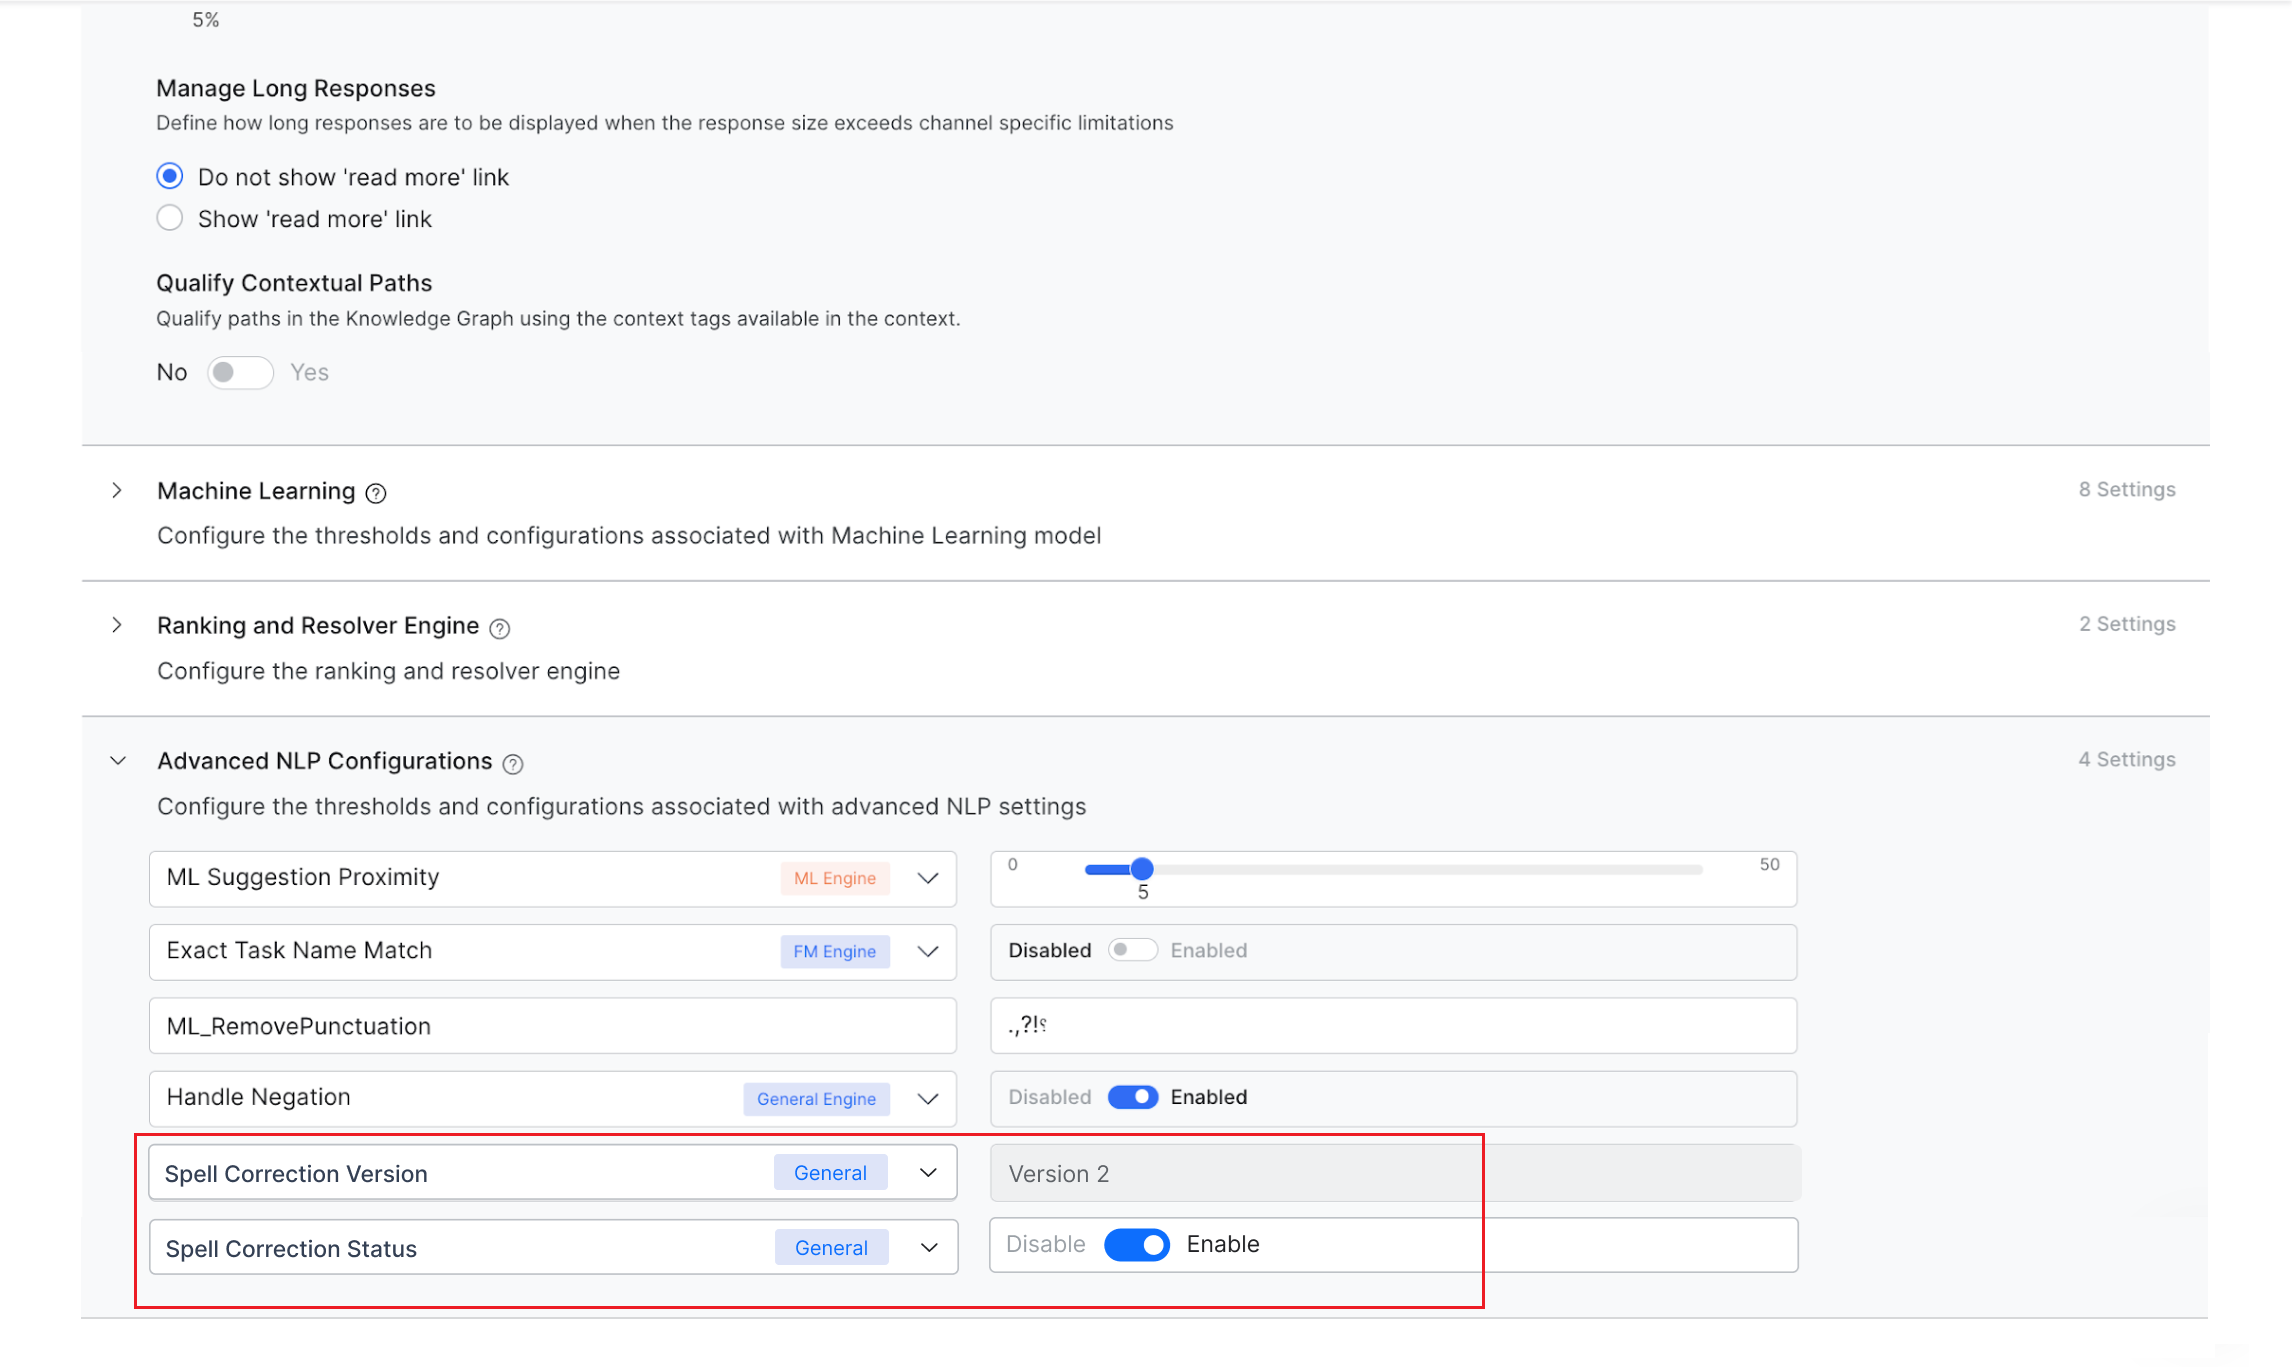 5%
Manage Long Responses
Define how long responses are to be displayed when the response size exceeds channel specific limitations
Do not show 'read more' link
Show 'read more' link
Qualify Contextual Paths
Qualify paths in the Knowledge Graph using the context tags available in the context.
No Yes
Machine Learning ? 8 Settings
Configure the thresholds and configurations associated with Machine Learning model
Ranking and Resolver Engine ? 2 Settings
Configure the ranking and resolver engine
Advanced NLP Configurations ? 4 Settings
Configure the thresholds and configurations associated with advanced NLP settings
ML Suggestion Proximity ML Engine 0 5 50
Exact Task Name Match FM Engine Disabled Enabled
ML_RemovePunctuation .,?!؟
Handle Negation General Engine Disabled Enabled
Spell Correction Version General Version 2
Spell Correction Status General Disable Enable